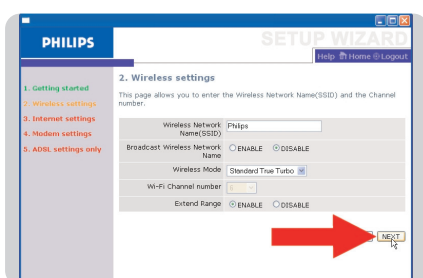 PHILIPS
SETUP WIZARD
Help Home Logout
1. Getting started
2. Wireless settings
3. Internet settings
4. Modem settings
5. ADSL settings only
2. Wireless settings
This page allows you to enter the Wireless Network Name(SSID) and the Channel
number.
Wireless Network
Name(SSID)
Philips
Broadcast Wireless Network
Name
ENABLE DISABLE
Wireless Mode Standard True Turbo
Wi-Fi Channel number
Extend Range ENABLE DISABLE
NEXT